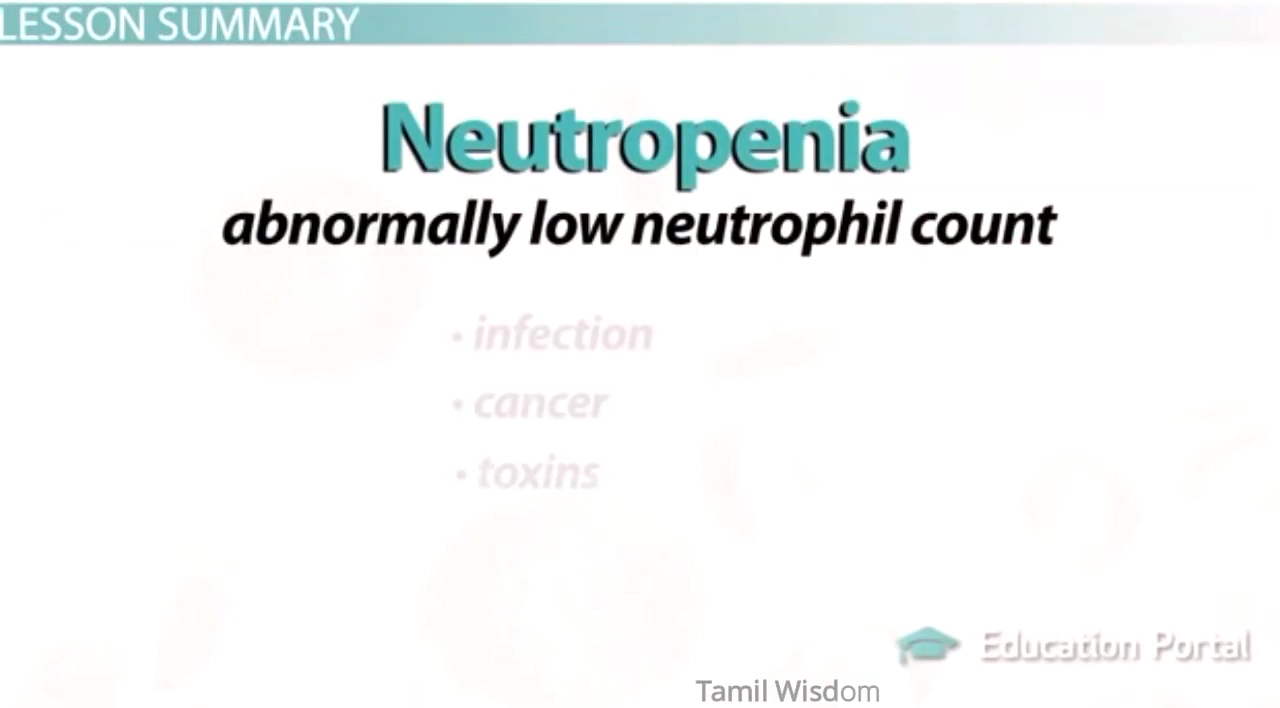 LESSON SUMMARY
Neutropenia
abnormally low neutrophil count
• infection
• cancer
• toxins
Education Portal
Tamil Wisdom